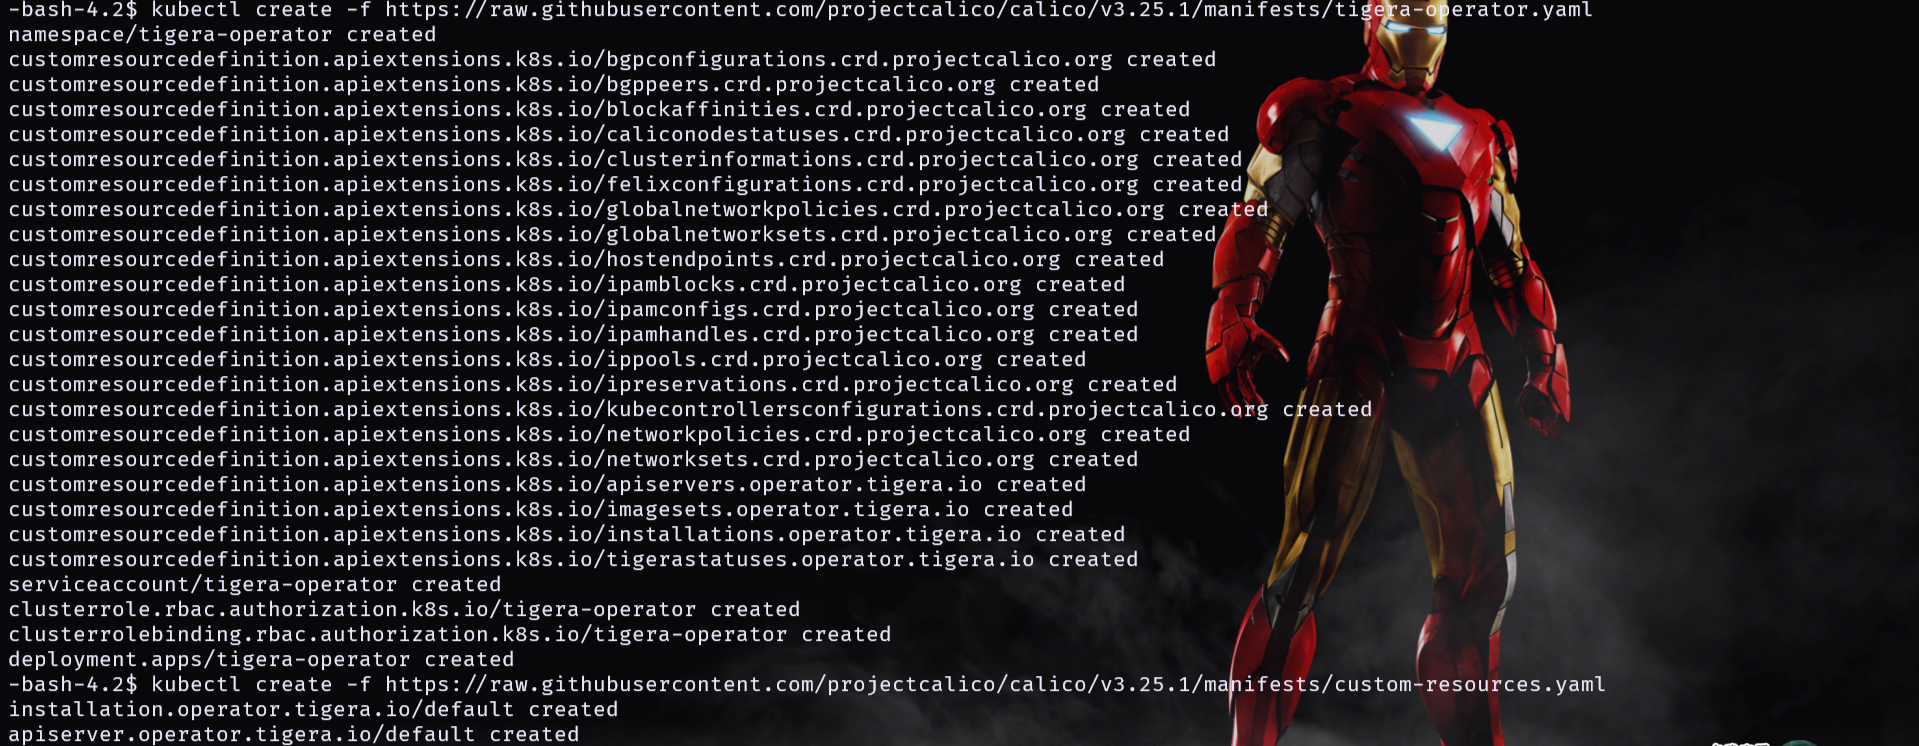 -bash-4.2$ kubectl create -f https://raw.githubusercontent.com/projectcalico/calico/v3.25.1/manifests/tigera-operator.yaml
namespace/tigera-operator created
customresourcedefinition.apiextensions.k8s.io/bgpconfigurations.crd.projectcalico.org created
customresourcedefinition.apiextensions.k8s.io/bgppeers.crd.projectcalico.org created
customresourcedefinition.apiextensions.k8s.io/blockaffinities.crd.projectcalico.org created
customresourcedefinition.apiextensions.k8s.io/caliconodestatuses.crd.projectcalico.org created
customresourcedefinition.apiextensions.k8s.io/clusterinformations.crd.projectcalico.org created
customresourcedefinition.apiextensions.k8s.io/felixconfigurations.crd.projectcalico.org created
customresourcedefinition.apiextensions.k8s.io/globalnetworkpolicies.crd.projectcalico.org created
customresourcedefinition.apiextensions.k8s.io/globalnetworksets.crd.projectcalico.org created
customresourcedefinition.apiextensions.k8s.io/hostendpoints.crd.projectcalico.org created
customresourcedefinition.apiextensions.k8s.io/ipamblocks.crd.projectcalico.org created
customresourcedefinition.apiextensions.k8s.io/ipamconfigs.crd.projectcalico.org created
customresourcedefinition.apiextensions.k8s.io/ipamhandles.crd.projectcalico.org created
customresourcedefinition.apiextensions.k8s.io/ippools.crd.projectcalico.org created
customresourcedefinition.apiextensions.k8s.io/ipreservations.crd.projectcalico.org created
customresourcedefinition.apiextensions.k8s.io/kubecontrollersconfigurations.crd.projectcalico.org created
customresourcedefinition.apiextensions.k8s.io/networkpolicies.crd.projectcalico.org created
customresourcedefinition.apiextensions.k8s.io/networksets.crd.projectcalico.org created
customresourcedefinition.apiextensions.k8s.io/apiservers.operator.tigera.io created
customresourcedefinition.apiextensions.k8s.io/imagesets.operator.tigera.io created
customresourcedefinition.apiextensions.k8s.io/installations.operator.tigera.io created
customresourcedefinition.apiextensions.k8s.io/tigerastatuses.operator.tigera.io created
serviceaccount/tigera-operator created
clusterrole.rbac.authorization.k8s.io/tigera-operator created
clusterrolebinding.rbac.authorization.k8s.io/tigera-operator created
deployment.apps/tigera-operator created
-bash-4.2$ kubectl create -f https://raw.githubusercontent.com/projectcalico/calico/v3.25.1/manifests/custom-resources.yaml
installation.operator.tigera.io/default created
apiserver.operator.tigera.io/default created